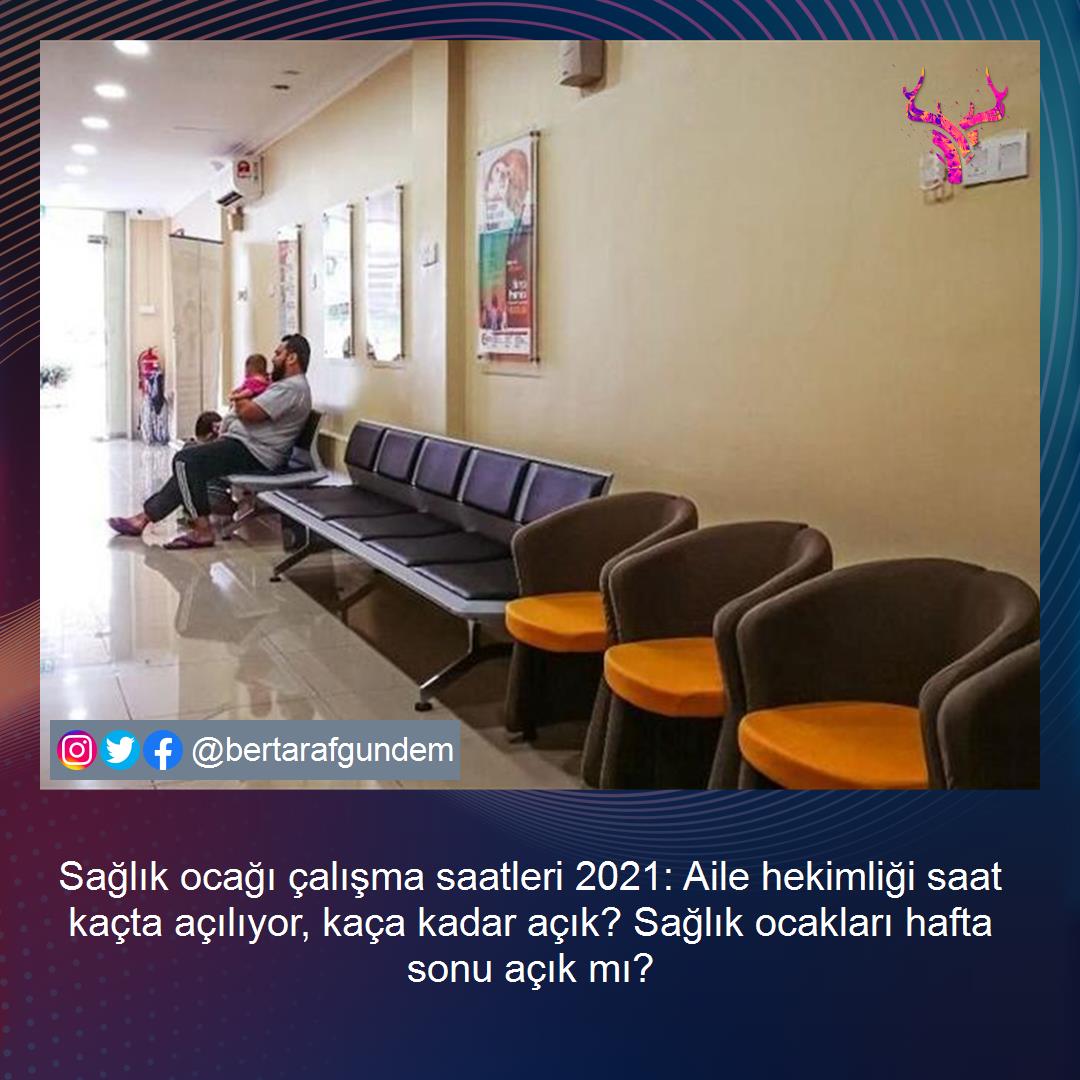 @bertarafgundem
Sağlık ocağı çalışma saatleri 2021: Aile hekimliği saat
kaçta açılıyor, kaça kadar açık? Sağlık ocakları hafta
sonu açık mı?